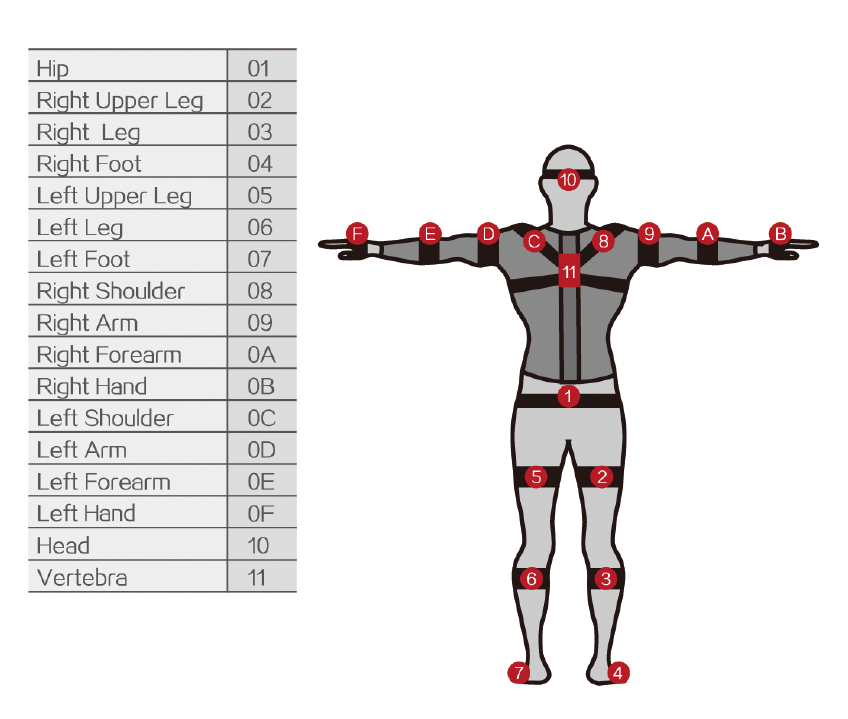 Hip 01
Right Upper Leg 02
Right Leg 03
Right Foot 04
Left Upper Leg 05
Left Leg 06
Left Foot 07
Right Shoulder 08
Right Arm 09
Right Forearm 0A
Right Hand 0B
Left Shoulder 0C
Left Arm 0D
Left Forearm 0E
Left Hand 0F
Head 10
Vertebra 11
10
F E D C 8 9 A B
11
1
5 2
6 3
7 4